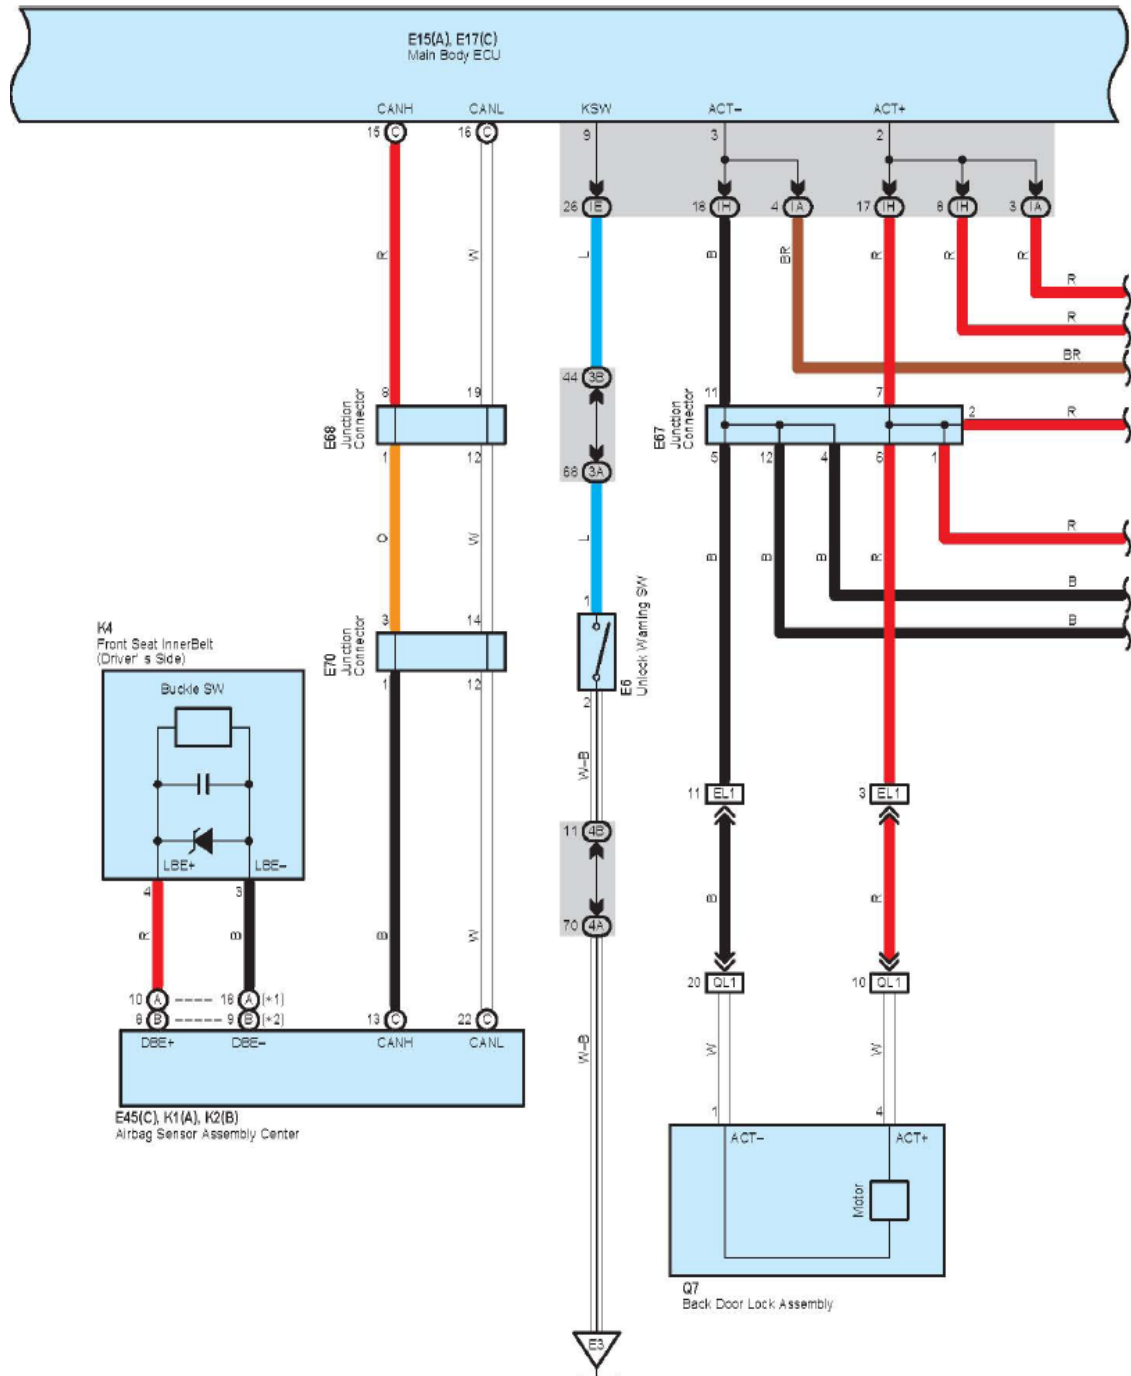 E15(A), E17(C)
Main Body ECU
CANH CANL KSW ACT− ACT+
15 C 16 C 9 3 2
26 IE 18 IH 4 IA 17 IH 8 IH 3 IA
R W L B BR R R R
R
R
BR
44 3B
8 19 11 7 2 R
E68 Junction Connector
E67 Junction Connector
1 12 68 3A 5 12 4 6 1
R
O W L B B B R
B
B
1
3 14
E70 Junction Connector
1 12
E6 Unlock Warning SW
2
K4
Front Seat InnerBelt
(Driver's Side)
Buckle SW
LBE+ LBE−
4 3
W−B
11 EL1 3 EL1
11 4B
70 4A
R B B W B R
10 A 16 A (*1)
8 B 9 B (*2)
13 C 22 C
20 QL1 10 QL1
DBE+ DBE− CANH CANL
W−B W W
E45(C), K1(A), K2(B)
Airbag Sensor Assembly Center
1 4
ACT− ACT+
Motor
Q7
Back Door Lock Assembly
E3